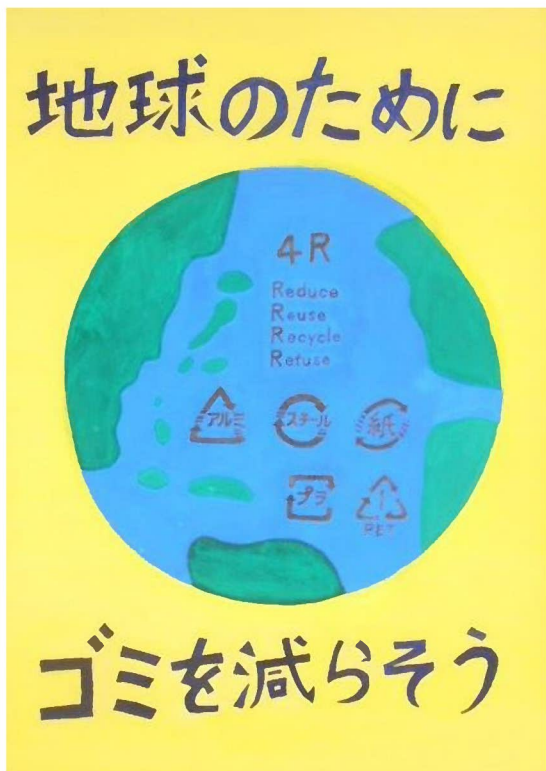 地球のために
4R
Reduce
Reuse
Recycle
Refuse
アルミ スチール 紙
プラ 1
PET
ゴミを減らそう